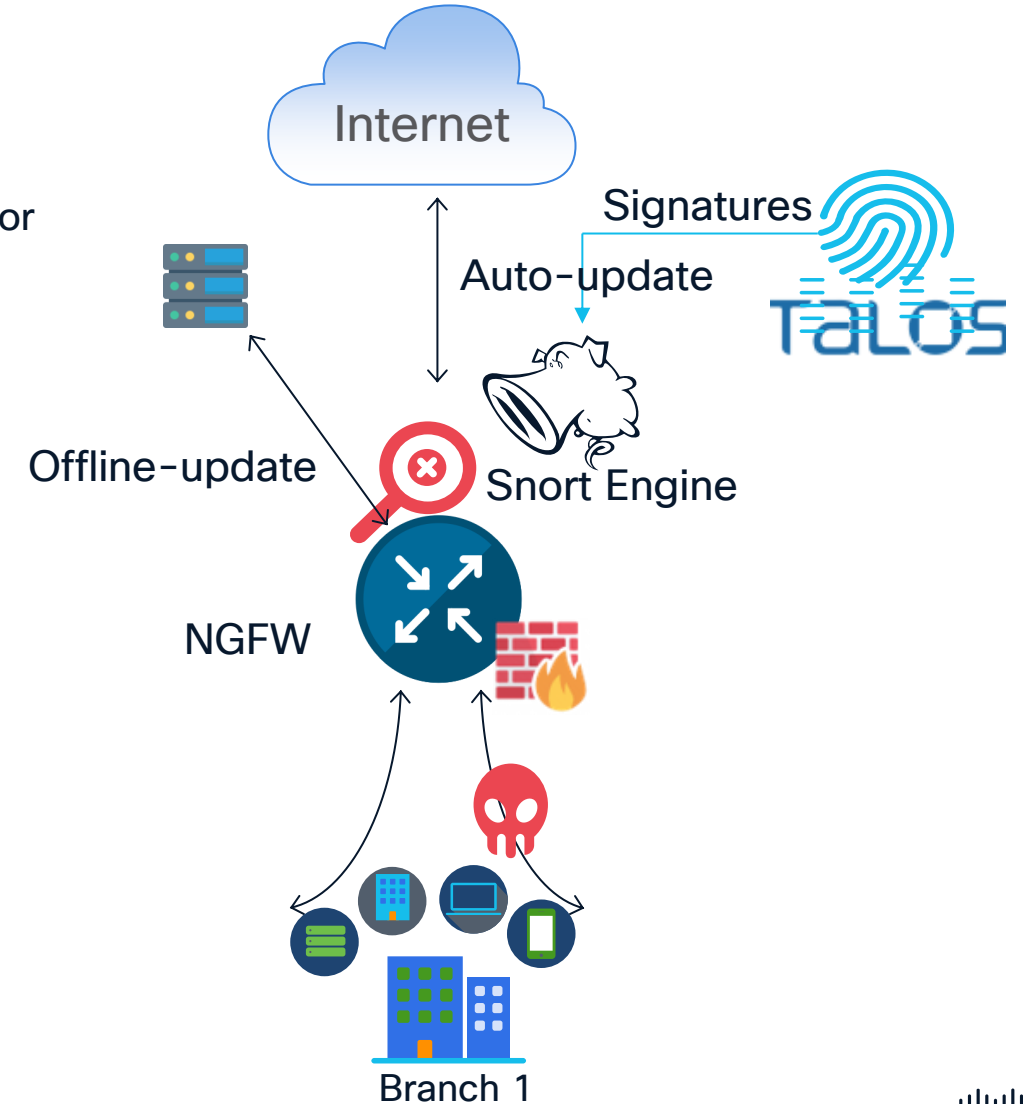 Internet
or
Signatures
Auto-update
TaLOS
Offline-update
Snort Engine
NGFW
Branch 1